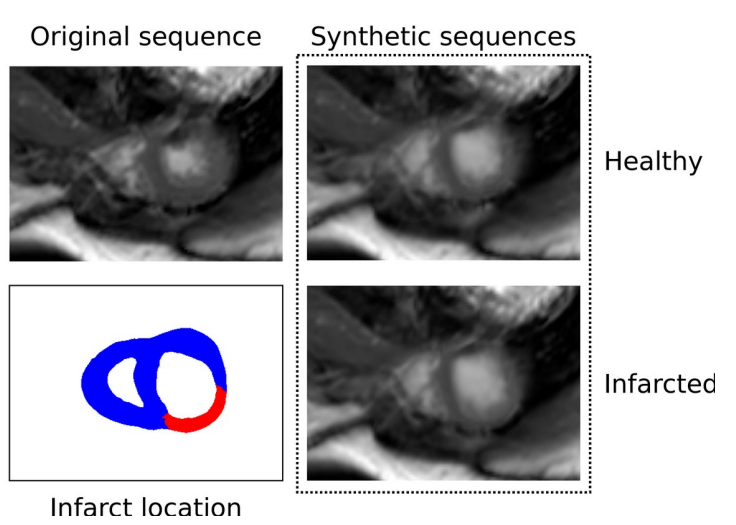 Original sequence
Synthetic sequences
Healthy
Infarcted
Infarct location